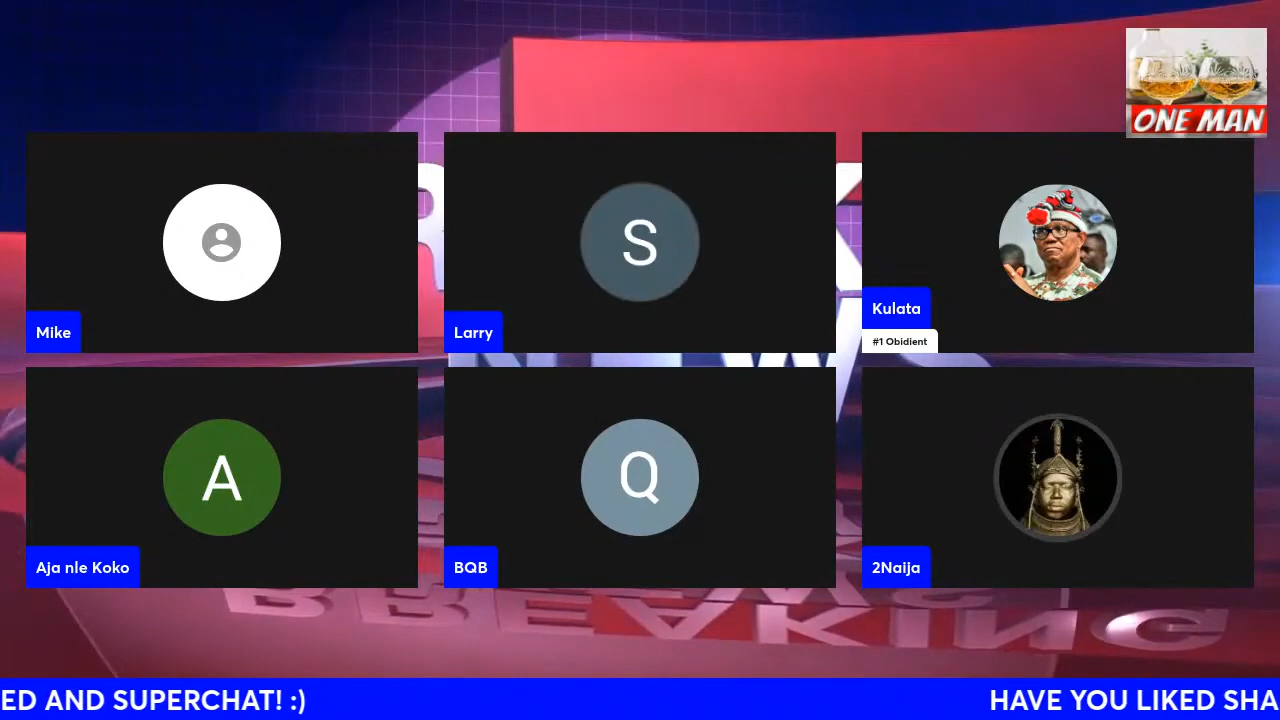 ONE MAN
S
Mike
Larry
Kulata
#1 Obidient
A
Q
Aja nle Koko
BQB
2Naija
BREAKING
ED AND SUPERCHAT! :)
HAVE YOU LIKED SHA